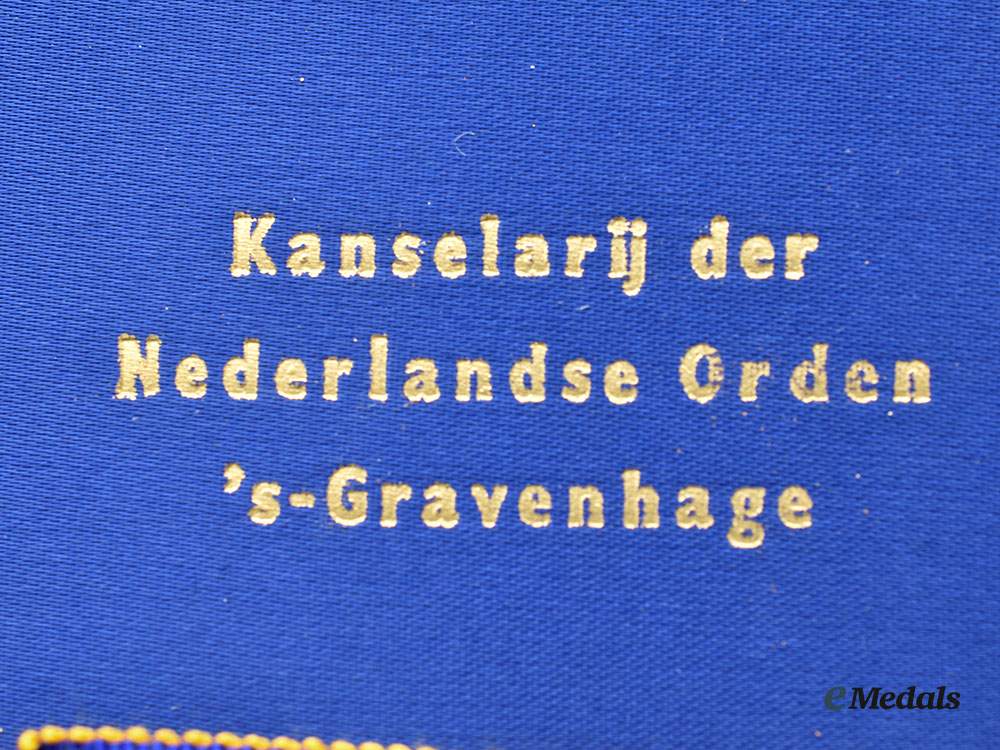 Kanselarij der
Nederlandse Orden
’s-Gravenhage
eMedals